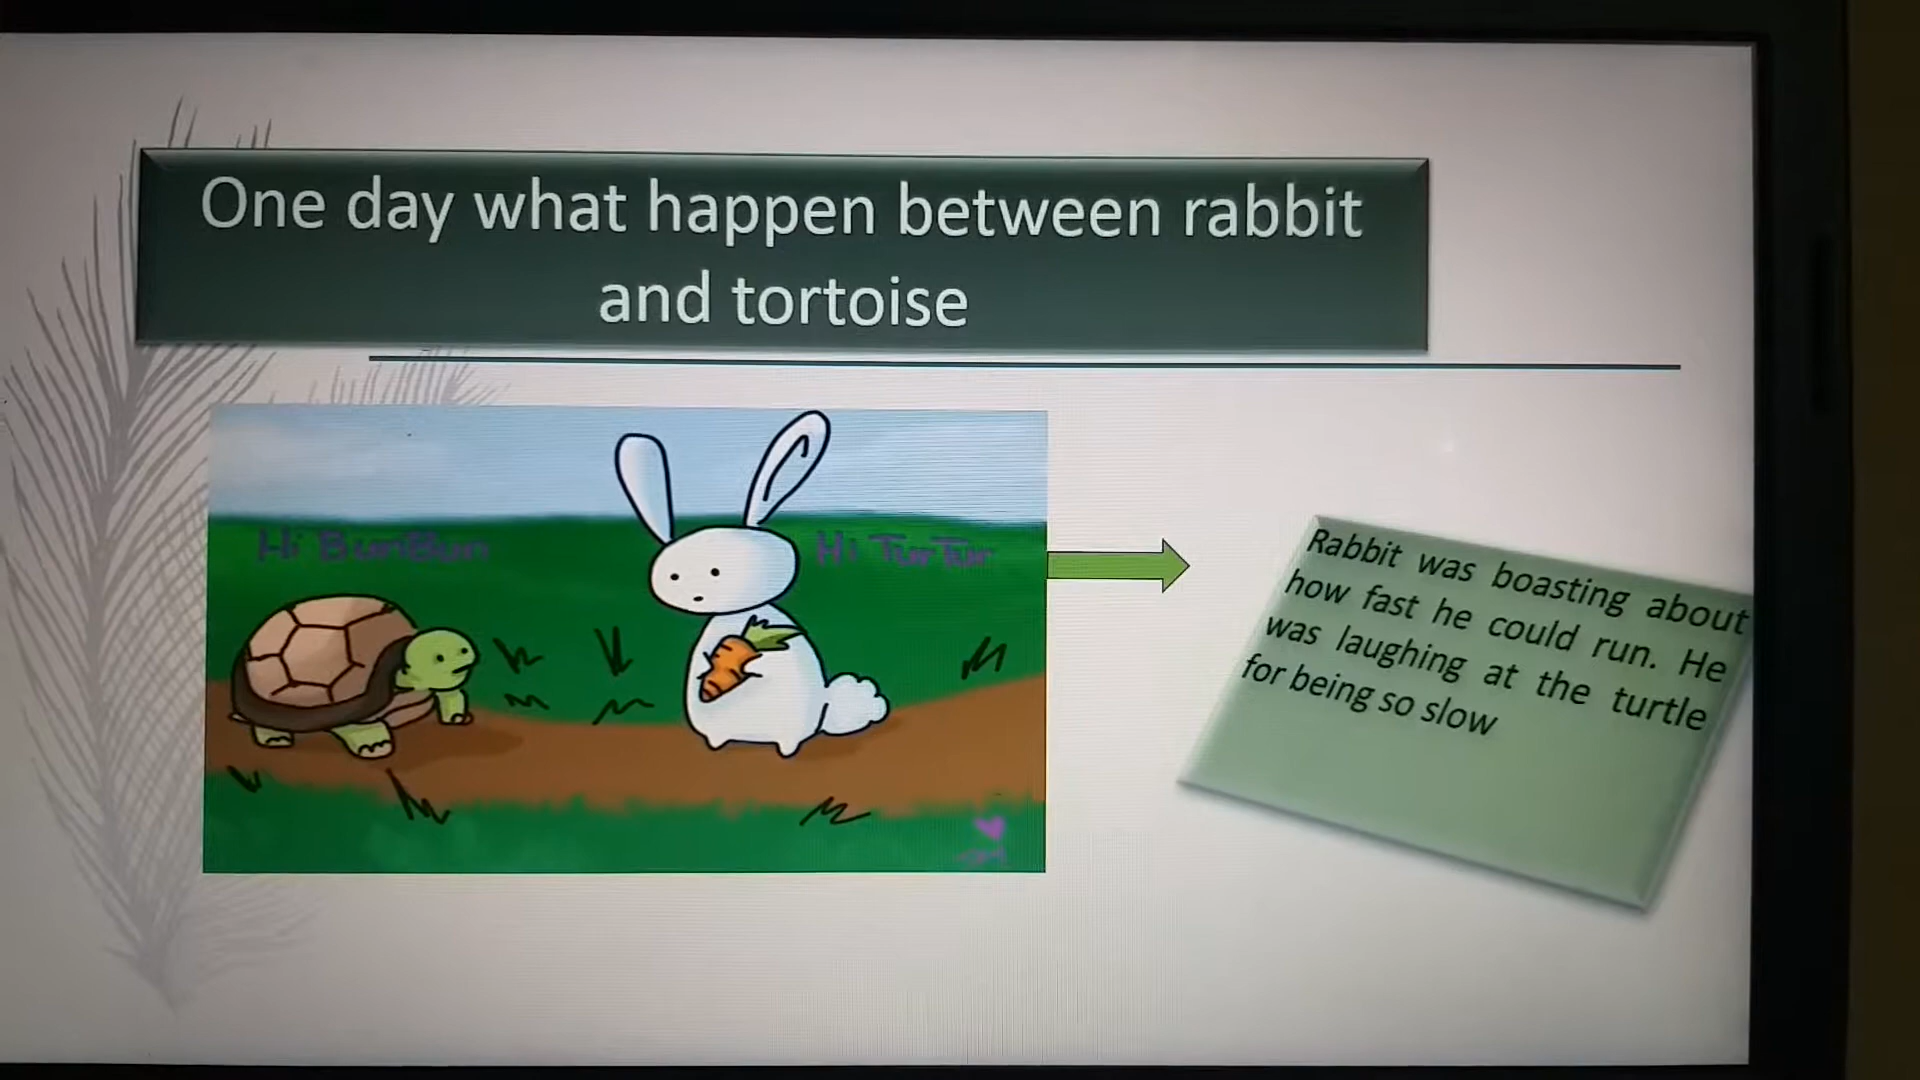 One day what happen between rabbit
and tortoise
Hi BunBun
Hi TurTur
Rabbit was boasting about
how fast he could run. He
was laughing at the turtle
for being so slow